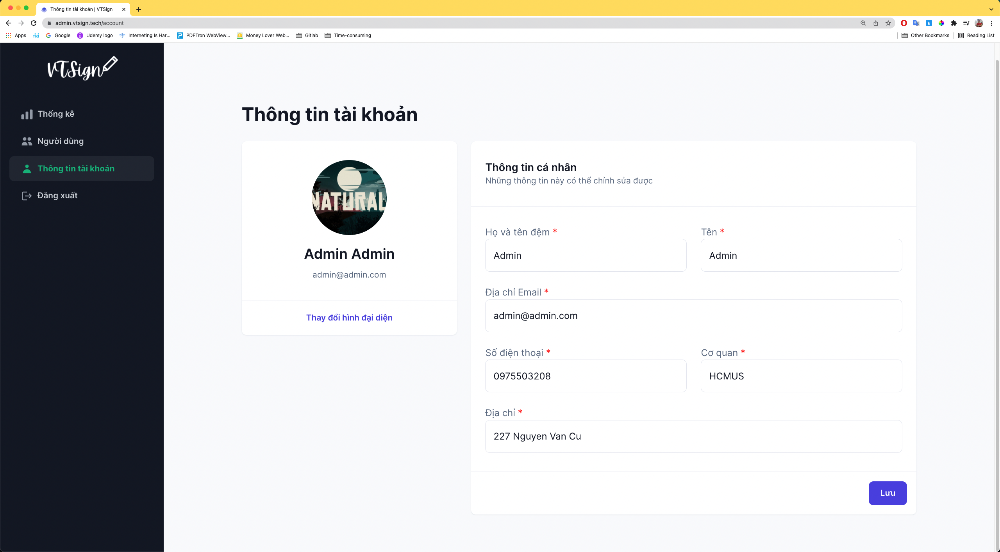 Thông tin tài khoản | VTSign
admin.vtsign.tech/account
Apps
TiKi
Google
Udemy logo
Interneting Is Har...
PDFTron WebView...
Money Lover Web...
Gitlab
Time-consuming
Other Bookmarks
Reading List
VTSign
Thống kê
Người dùng
Thông tin tài khoản
Đăng xuất
Thông tin tài khoản
NATURAL
Admin Admin
admin@admin.com
Thay đổi hình đại diện
Thông tin cá nhân
Những thông tin này có thể chỉnh sửa được
Họ và tên đệm *
Admin
Tên *
Admin
Địa chỉ Email *
admin@admin.com
Số điện thoại *
0975503208
Cơ quan *
HCMUS
Địa chỉ *
227 Nguyen Van Cu
Lưu